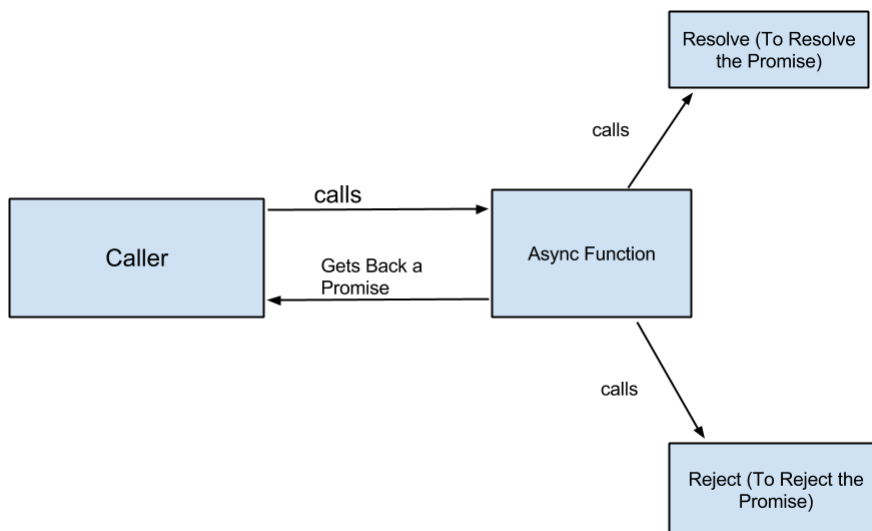 Resolve (To Resolve
the Promise)
calls
calls
Caller
Async Function
Gets Back a
Promise
calls
Reject (To Reject the
Promise)